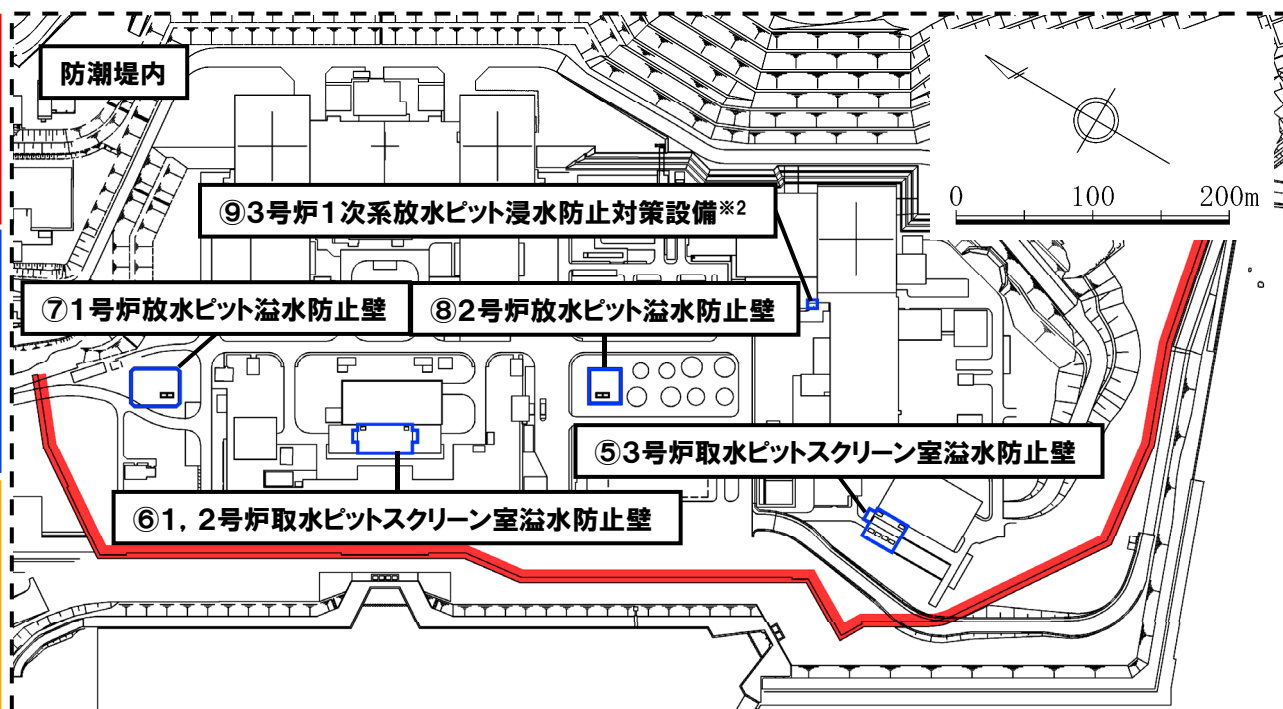 防潮堤内
0 100 200m
⑨3号炉1次系放水ピット浸水防止対策設備※2
⑦1号炉放水ピット溢水防止壁
⑧2号炉放水ピット溢水防止壁
⑤3号炉取水ピットスクリーン室溢水防止壁
⑥1，2号炉取水ピットスクリーン室溢水防止壁